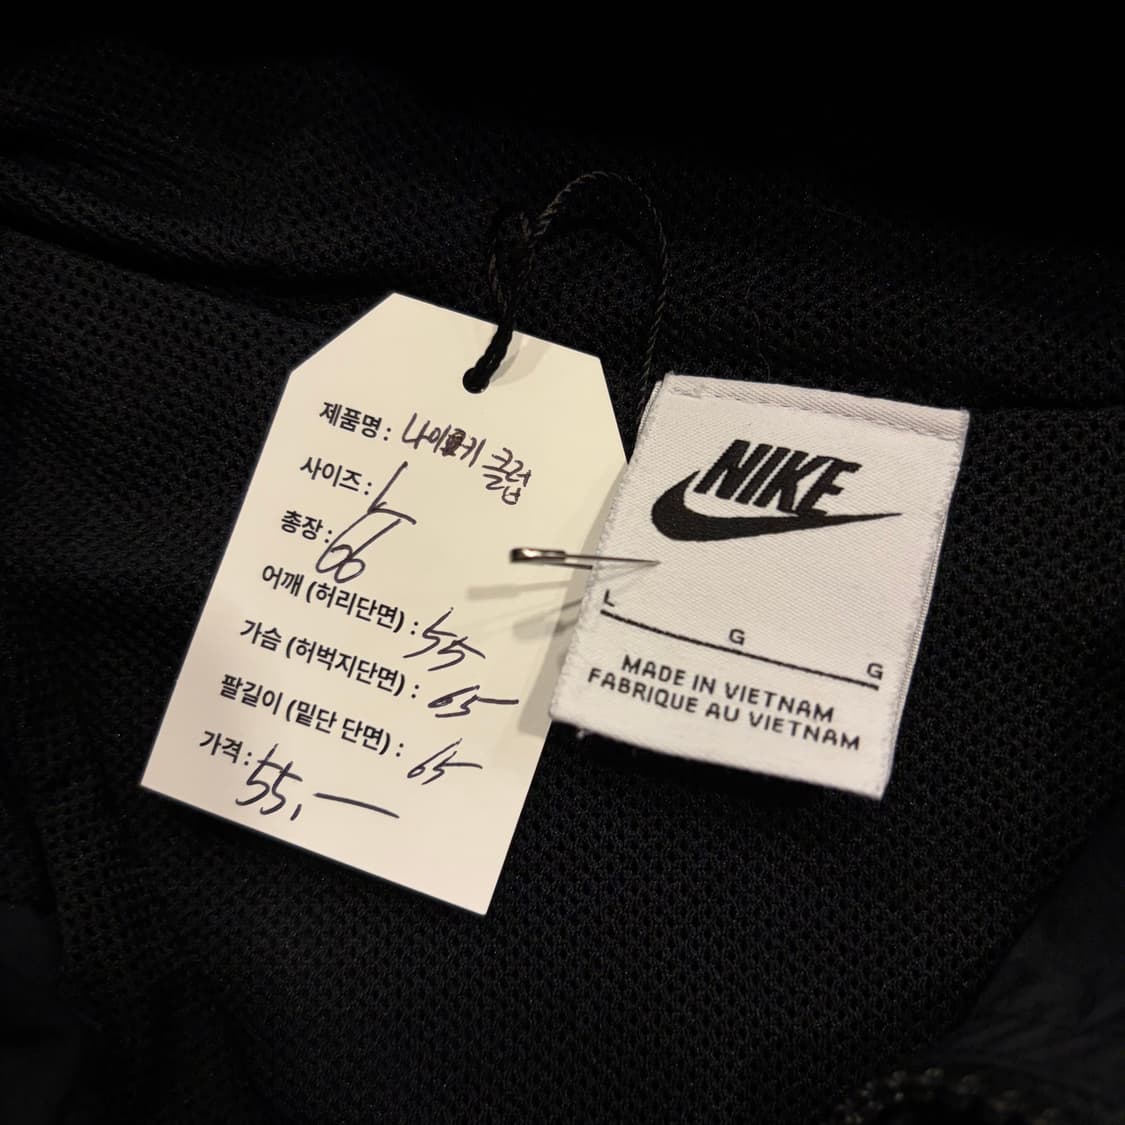 제품명: 나이키 클럽
사이즈: L
총장: 66
어깨 (허리단면): 55
가슴 (허벅지단면): 65
팔길이 (밑단 단면): 65
가격: 55,―
NIKE
L
G
G
MADE IN VIETNAM
FABRIQUE AU VIETNAM